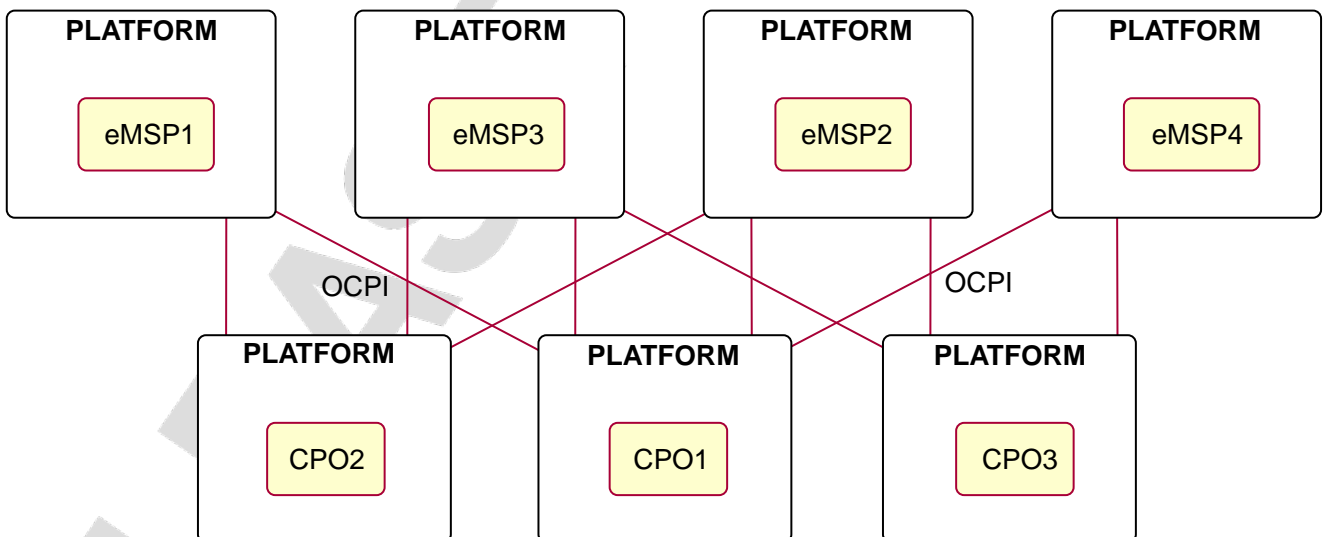 PLATFORM PLATFORM PLATFORM PLATFORM
eMSP1 eMSP3 eMSP2 eMSP4
OCPI OCPI
PLATFORM PLATFORM PLATFORM
CPO2 CPO1 CPO3